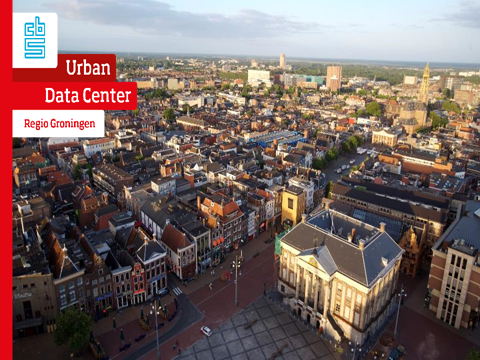 cbs
Urban
Data Center
Regio Groningen